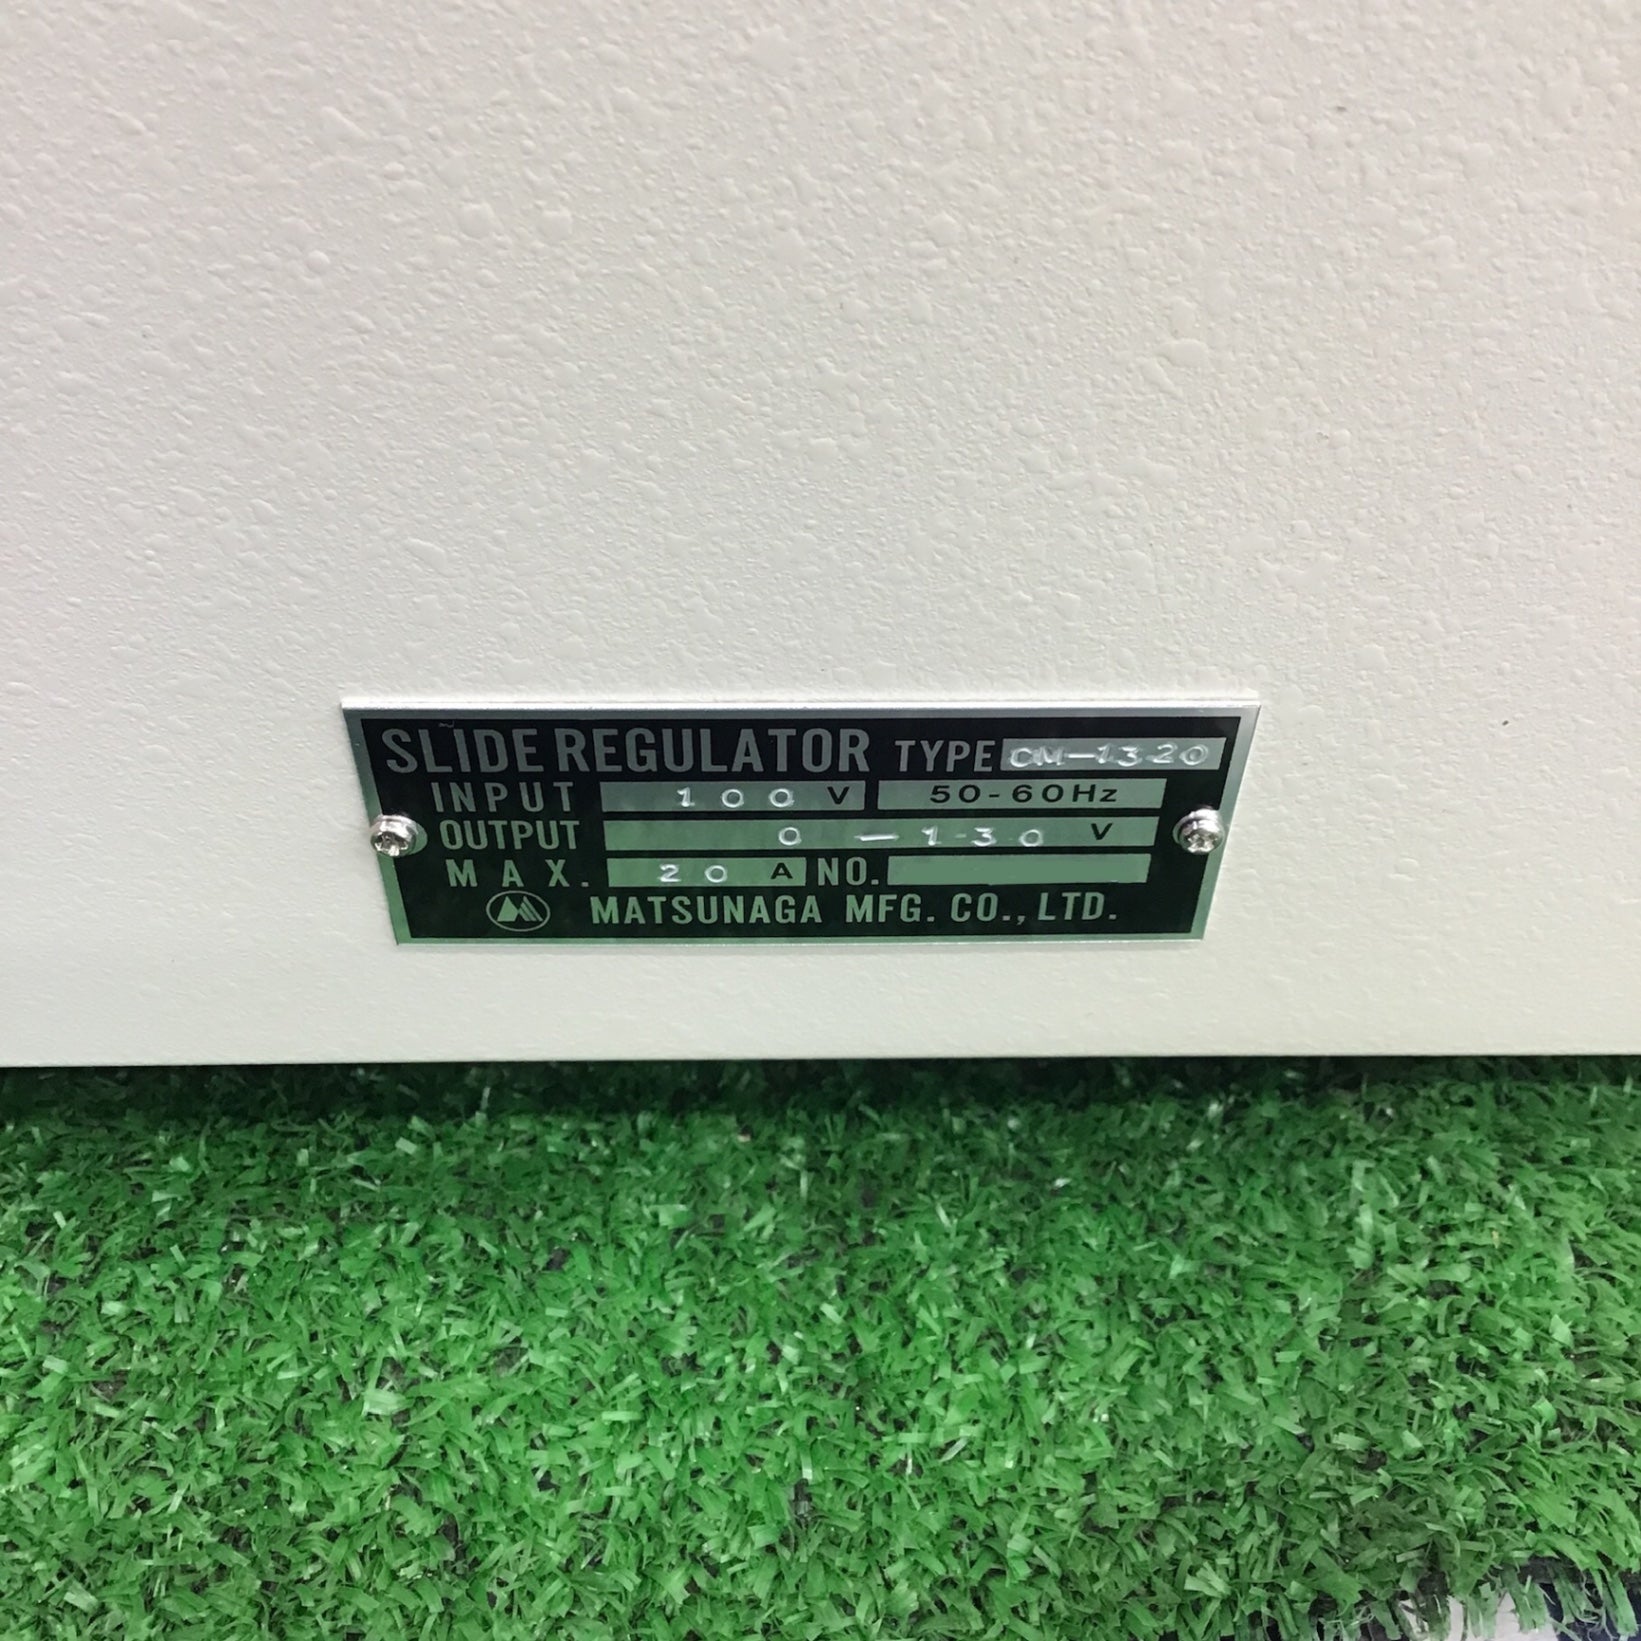 SLIDE REGULATOR TYPE CM-1320
INPUT 100 V 50-60Hz
OUTPUT 0 - 130 V
MAX. 20 A NO.
MATSUNAGA MFG. CO., LTD.